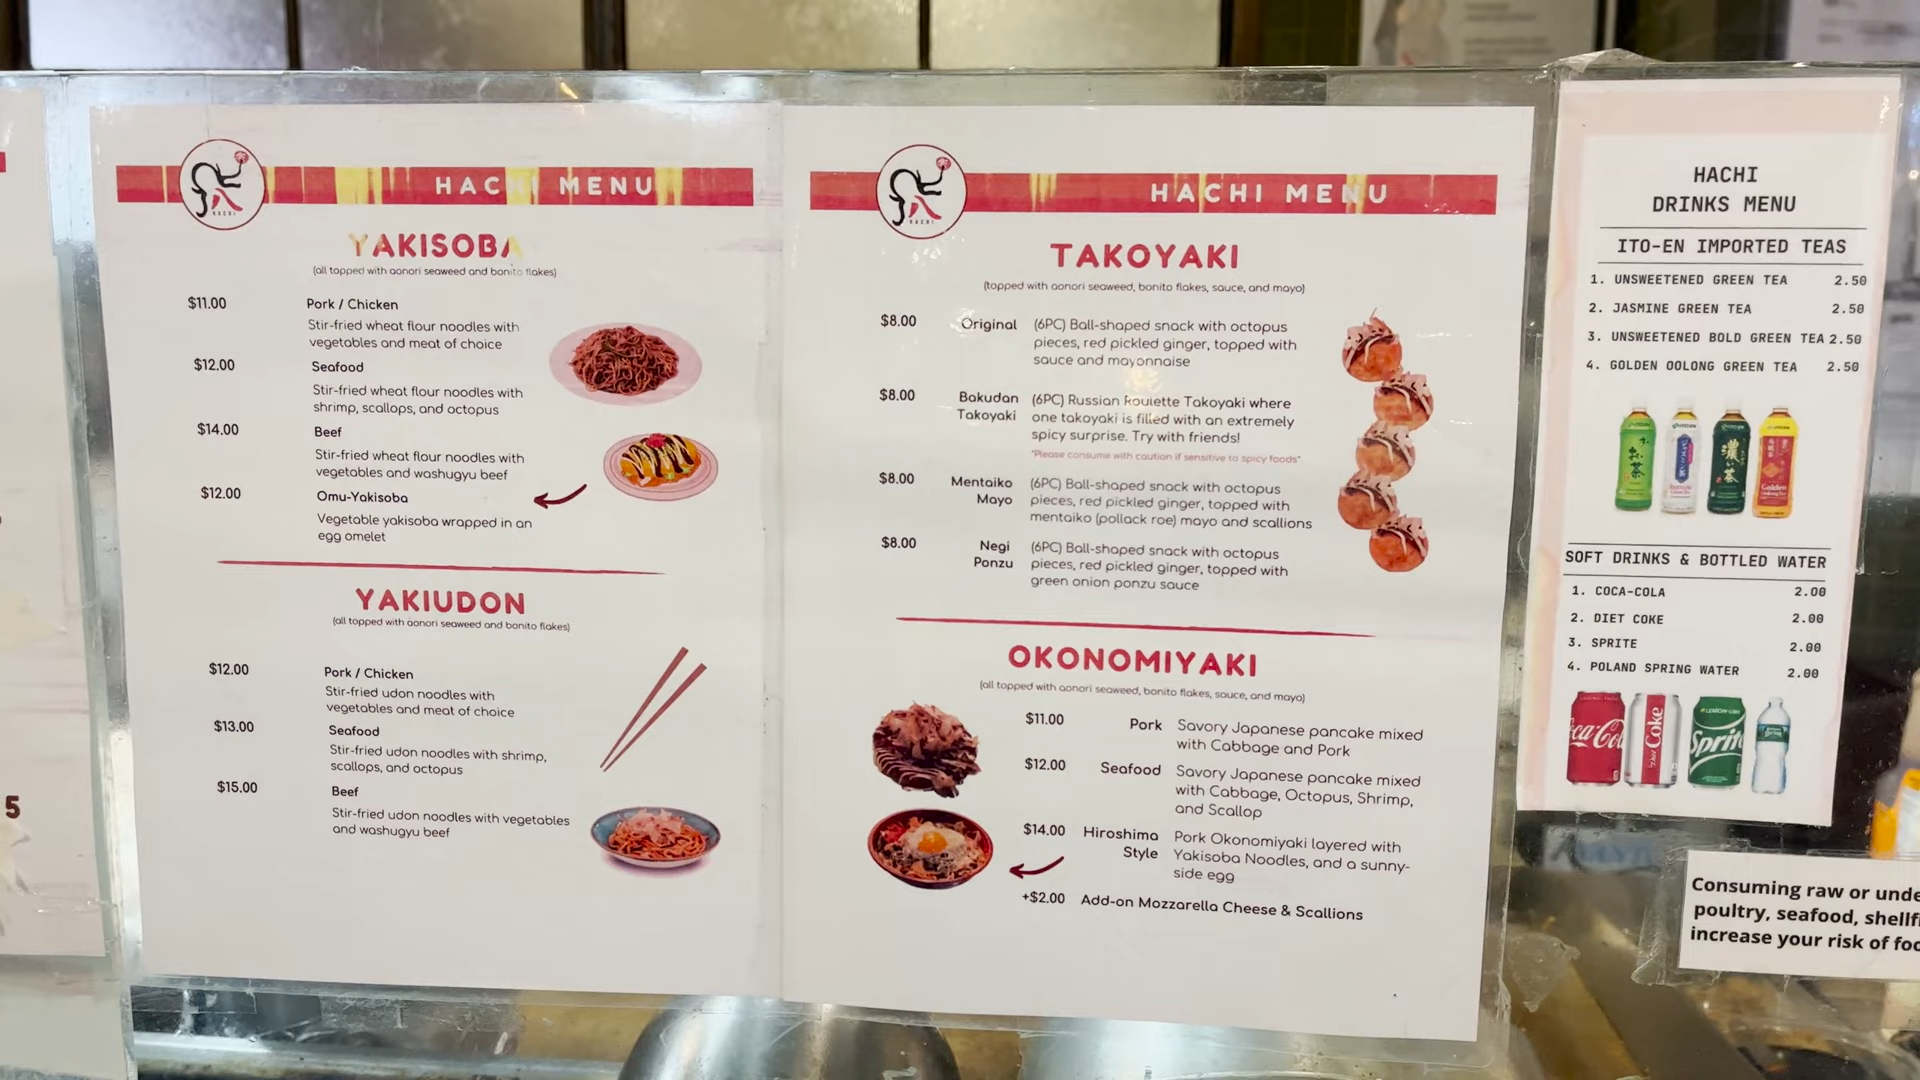 5
HACHI
HACHI MENU
YAKISOBA
(all topped with aonori seaweed and bonito flakes)
$11.00 Pork / Chicken
Stir-fried wheat flour noodles with
vegetables and meat of choice
$12.00 Seafood
Stir-fried wheat flour noodles with
shrimp, scallops, and octopus
$14.00 Beef
Stir-fried wheat flour noodles with
vegetables and washugyu beef
$12.00 Omu-Yakisoba
Vegetable yakisoba wrapped in an
egg omelet
YAKIUDON
(all topped with aonori seaweed and bonito flakes)
$12.00 Pork / Chicken
Stir-fried udon noodles with
vegetables and meat of choice
$13.00 Seafood
Stir-fried udon noodles with shrimp,
scallops, and octopus
$15.00 Beef
Stir-fried udon noodles with vegetables
and washugyu beef
HACHI
HACHI MENU
TAKOYAKI
(topped with aonori seaweed, bonito flakes, sauce, and mayo)
$8.00 Original (6PC) Ball-shaped snack with octopus
pieces, red pickled ginger, topped with
sauce and mayonnaise
$8.00 Bakudan (6PC) Russian Roulette Takoyaki where
Takoyaki one takoyaki is filled with an extremely
spicy surprise. Try with friends!
*Please consume with caution if sensitive to spicy foods*
$8.00 Mentaiko (6PC) Ball-shaped snack with octopus
Mayo pieces, red pickled ginger, topped with
mentaiko (pollack roe) mayo and scallions
$8.00 Negi (6PC) Ball-shaped snack with octopus
Ponzu pieces, red pickled ginger, topped with
green onion ponzu sauce
OKONOMIYAKI
(all topped with aonori seaweed, bonito flakes, sauce, and mayo)
$11.00 Pork Savory Japanese pancake mixed
with Cabbage and Pork
$12.00 Seafood Savory Japanese pancake mixed
with Cabbage, Octopus, Shrimp,
and Scallop
$14.00 Hiroshima Pork Okonomiyaki layered with
Style Yakisoba Noodles, and a sunny-
side egg
+$2.00 Add-on Mozzarella Cheese & Scallions
HACHI
DRINKS MENU
ITO-EN IMPORTED TEAS
1. UNSWEETENED GREEN TEA 2.50
2. JASMINE GREEN TEA 2.50
3. UNSWEETENED BOLD GREEN TEA 2.50
4. GOLDEN OOLONG GREEN TEA 2.50
お〜いお茶
濃い茶
Golden
SOFT DRINKS & BOTTLED WATER
1. COCA-COLA 2.00
2. DIET COKE 2.00
3. SPRITE 2.00
4. POLAND SPRING WATER 2.00
Coca Cola
Diet Coke
Sprite
Consuming raw or unde
poultry, seafood, shellf
increase your risk of foo